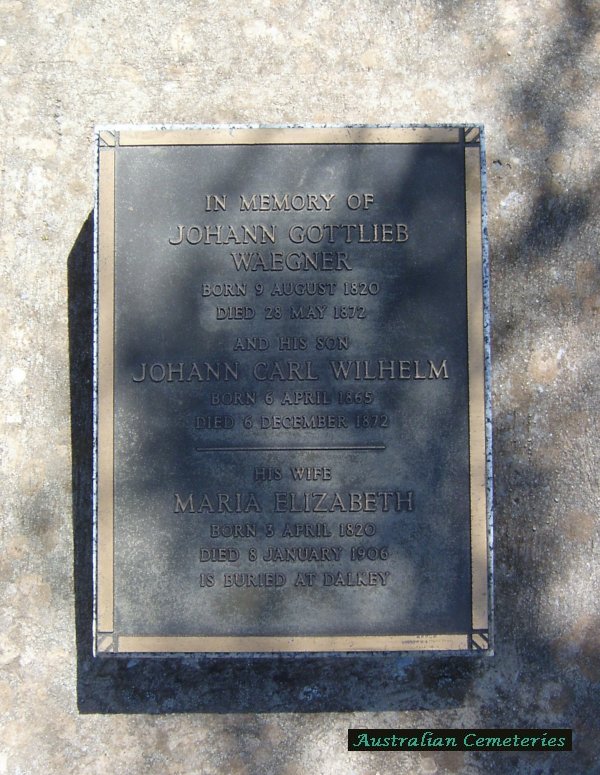 IN MEMORY OF
JOHANN GOTTLIEB
WAEGNER
BORN 9 AUGUST 1820
DIED 28 MAY 1872
AND HIS SON
JOHANN CARL WILHELM
BORN 6 APRIL 1865
DIED 6 DECEMBER 1872
HIS WIFE
MARIA ELIZABETH
BORN 3 APRIL 1820
DIED 8 JANUARY 1906
IS BURIED AT DALKEY
Australian Cemeteries